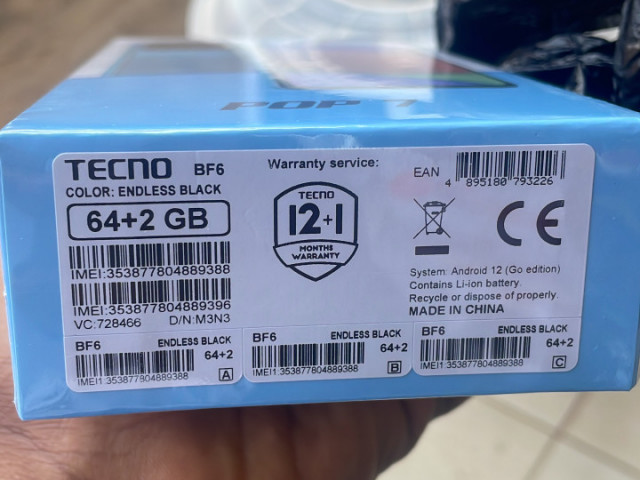 POP 7
TECNO BF6
COLOR: ENDLESS BLACK
64+2 GB
IMEI:353877804889388
IMEI:353877804889396
VC:728466 D/N:M3N3
Warranty service:
TECNO
12+1
MONTHS
WARRANTY
EAN
4 895180 793226
CE
System: Android 12 (Go edition)
Contains Li-ion battery.
Recycle or dispose of properly.
MADE IN CHINA
BF6 ENDLESS BLACK
64+2
IMEI1:353877804889388 A
BF6 ENDLESS BLACK
64+2
IMEI1:353877804889388 B
BF6 ENDLESS BLACK
64+2
IMEI1:353877804889388 C